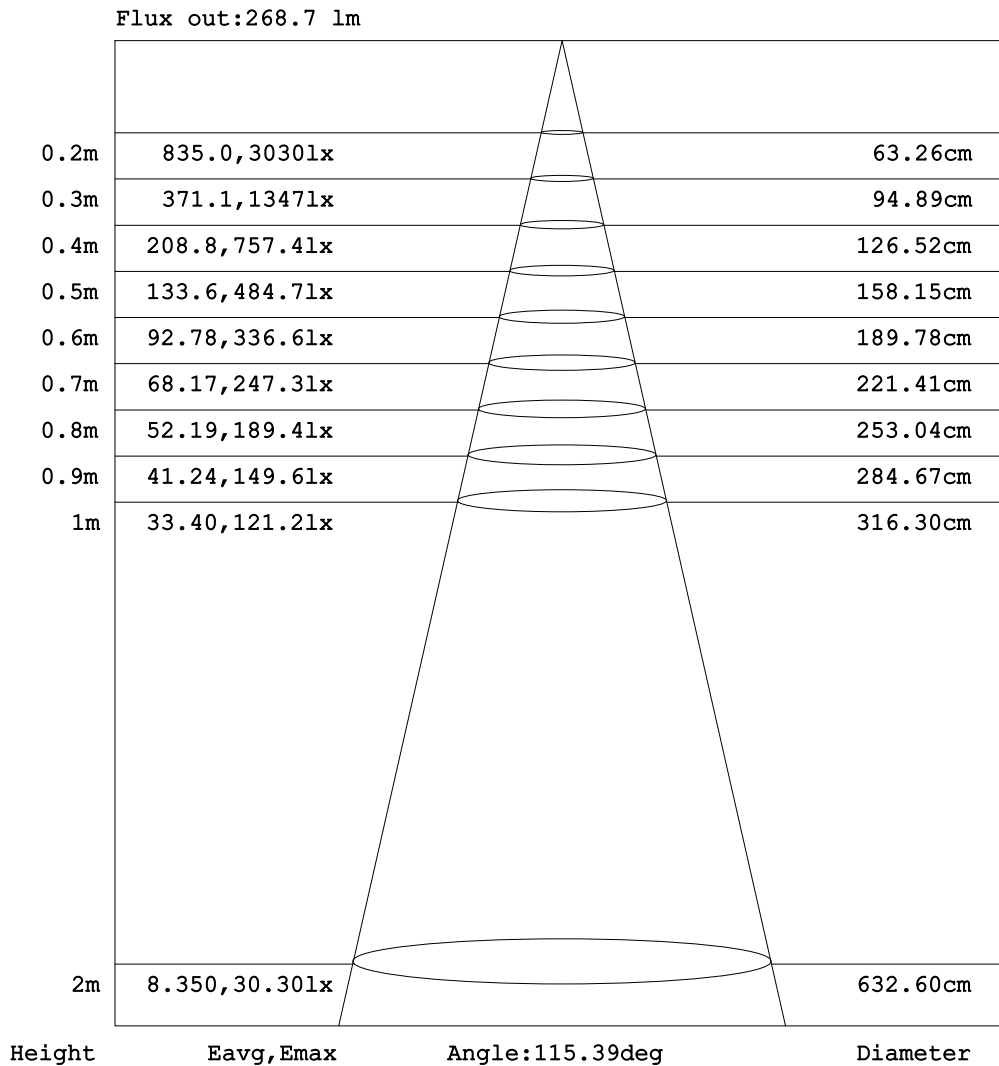 Flux out:268.7 lm
0.2m 835.0,3030lx 63.26cm
0.3m 371.1,1347lx 94.89cm
0.4m 208.8,757.4lx 126.52cm
0.5m 133.6,484.7lx 158.15cm
0.6m 92.78,336.6lx 189.78cm
0.7m 68.17,247.3lx 221.41cm
0.8m 52.19,189.4lx 253.04cm
0.9m 41.24,149.6lx 284.67cm
1m 33.40,121.2lx 316.30cm
2m 8.350,30.30lx 632.60cm
Height Eavg,Emax Angle:115.39deg Diameter